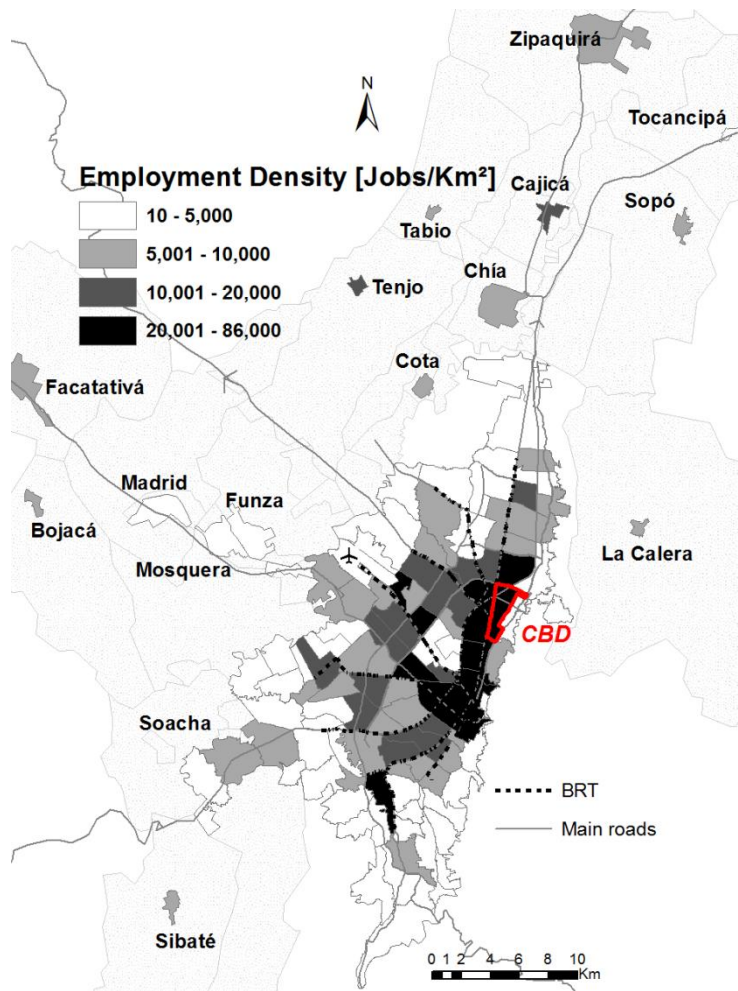 Zipaquirá
N
Tocancipá
Employment Density [Jobs/Km²]
10 - 5,000
5,001 - 10,000
10,001 - 20,000
20,001 - 86,000
Cajicá
Sopó
Tabio
Chía
Tenjo
Cota
Facatativá
Madrid
Funza
Bojacá
La Calera
Mosquera
CBD
Soacha
BRT
Main roads
Sibaté
0 1 2 4 6 8 10
Km